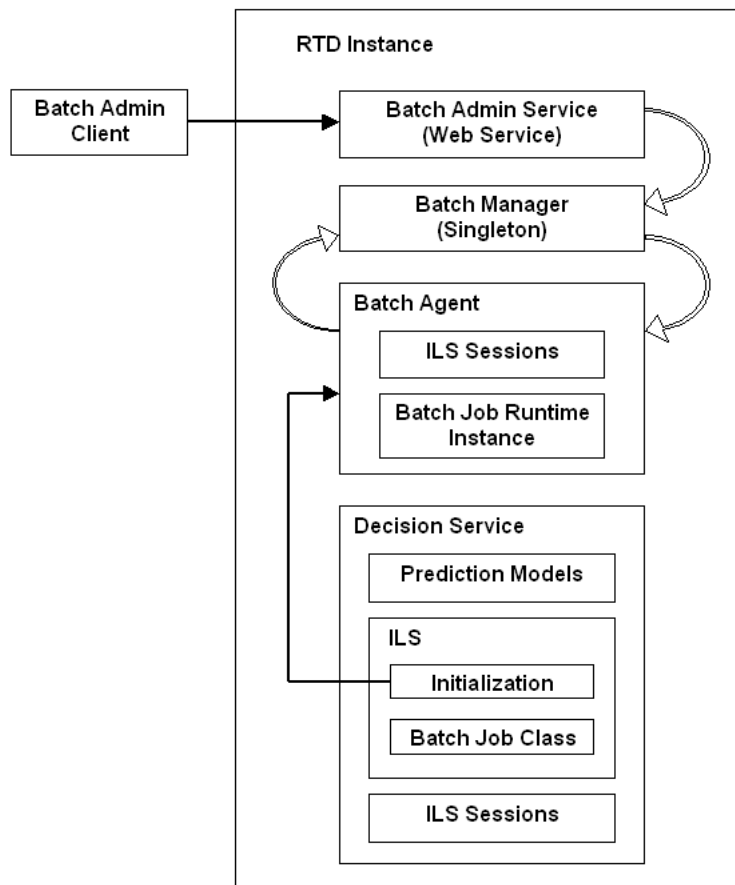 RTD Instance
Batch Admin
Client
Batch Admin Service
(Web Service)
Batch Manager
(Singleton)
Batch Agent
ILS Sessions
Batch Job Runtime
Instance
Decision Service
Prediction Models
ILS
Initialization
Batch Job Class
ILS Sessions